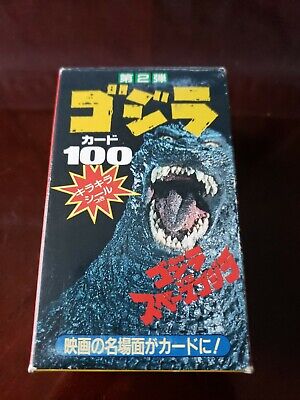 第2弾
ゴジラ
カード
100
キラキラ
シール
つき
ゴジラ
スペースゴジラ
映画の名場面がカードに!